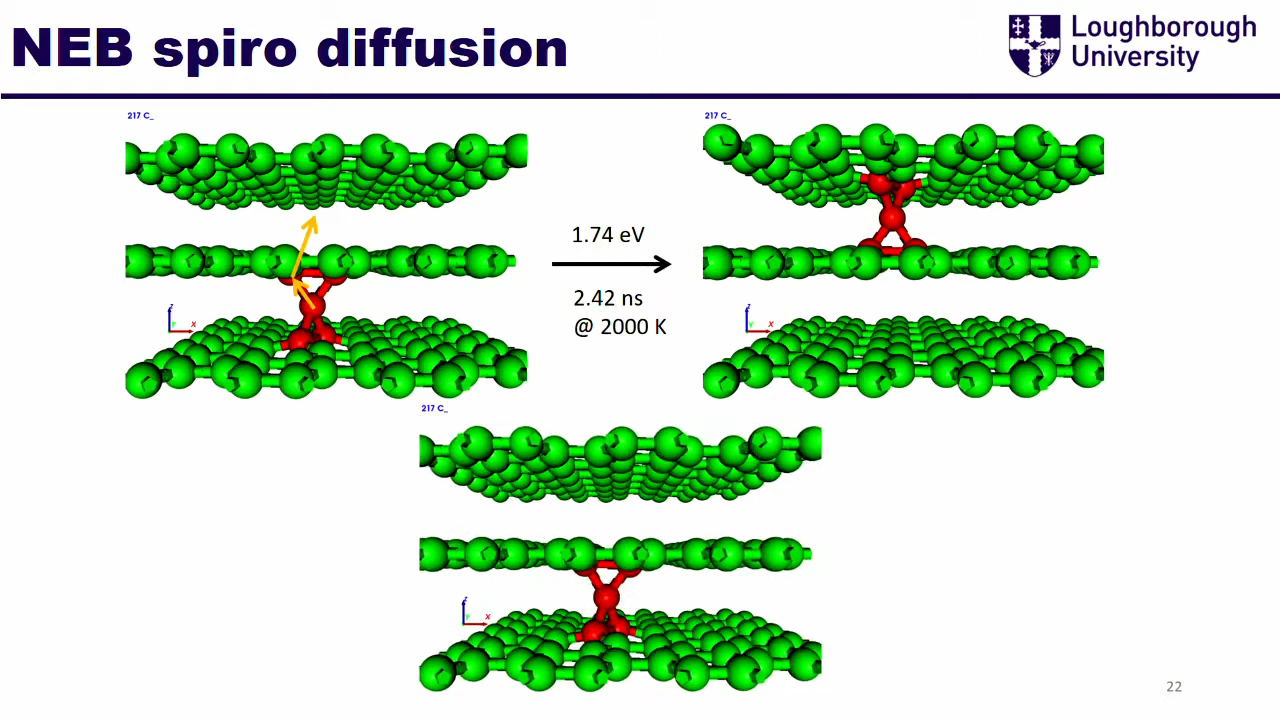 NEB spiro diffusion
Loughborough
University
217 C_
217 C_
1.74 eV
2.42 ns
@ 2000 K
z
Y
x
z
Y
x
217 C_
z
Y
x
22